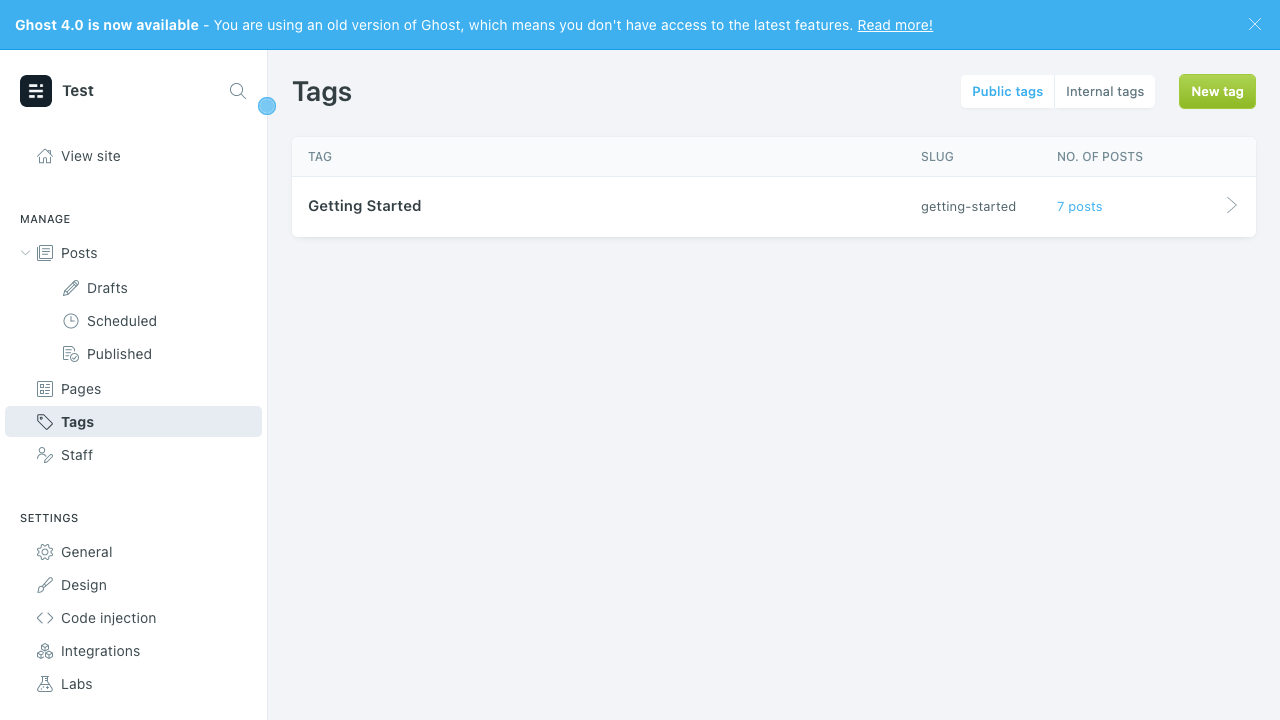 Ghost 4.0 is now available - You are using an old version of Ghost, which means you don't have access to the latest features. Read more!
Test
View site
MANAGE
Posts
Drafts
Scheduled
Published
Pages
Tags
Staff
SETTINGS
General
Design
Code injection
Integrations
Labs
Tags
Public tags Internal tags
New tag
TAG SLUG NO. OF POSTS
Getting Started getting-started 7 posts